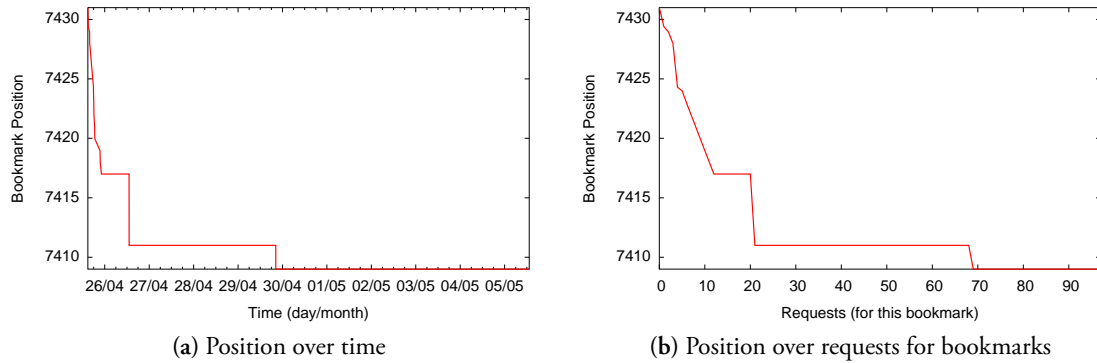 7430
7425
7420
7415
7410
Bookmark Position
26/04 27/04 28/04 29/04 30/04 01/05 02/05 03/05 04/05 05/05
Time (day/month)
(a) Position over time
7430
7425
7420
7415
7410
Bookmark Position
0 10 20 30 40 50 60 70 80 90
Requests (for this bookmark)
(b) Position over requests for bookmarks